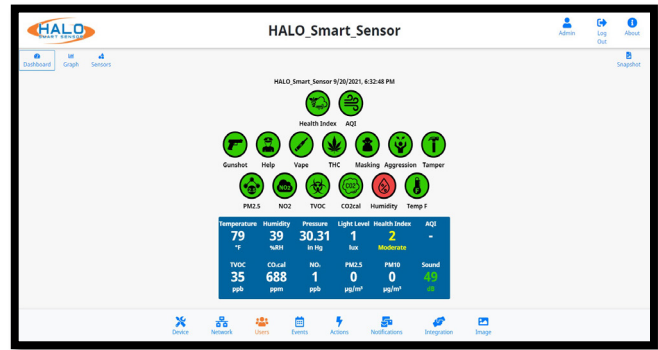 HALO
SMART SENSOR
HALO_Smart_Sensor
Admin
Log Out
About
Dashboard
Graph
Sensors
Snapshot
HALO_Smart_Sensor 9/20/2021, 6:32:48 PM
Health Index AQI
Gunshot Help Vape THC Masking Aggression Tamper
NO2 CO2
PM2.5 NO2 TVOC CO2cal Humidity Temp F
Temperature Humidity Pressure Light Level Health Index AQI
79 39 30.31 1 2 -
°F %RH in Hg lux Moderate
TVOC CO₂cal NO₂ PM2.5 PM10 Sound
35 688 1 0 0 49
ppb ppm ppb µg/m³ µg/m³ dB
Device Network Users Events Actions Notifications Integration Image